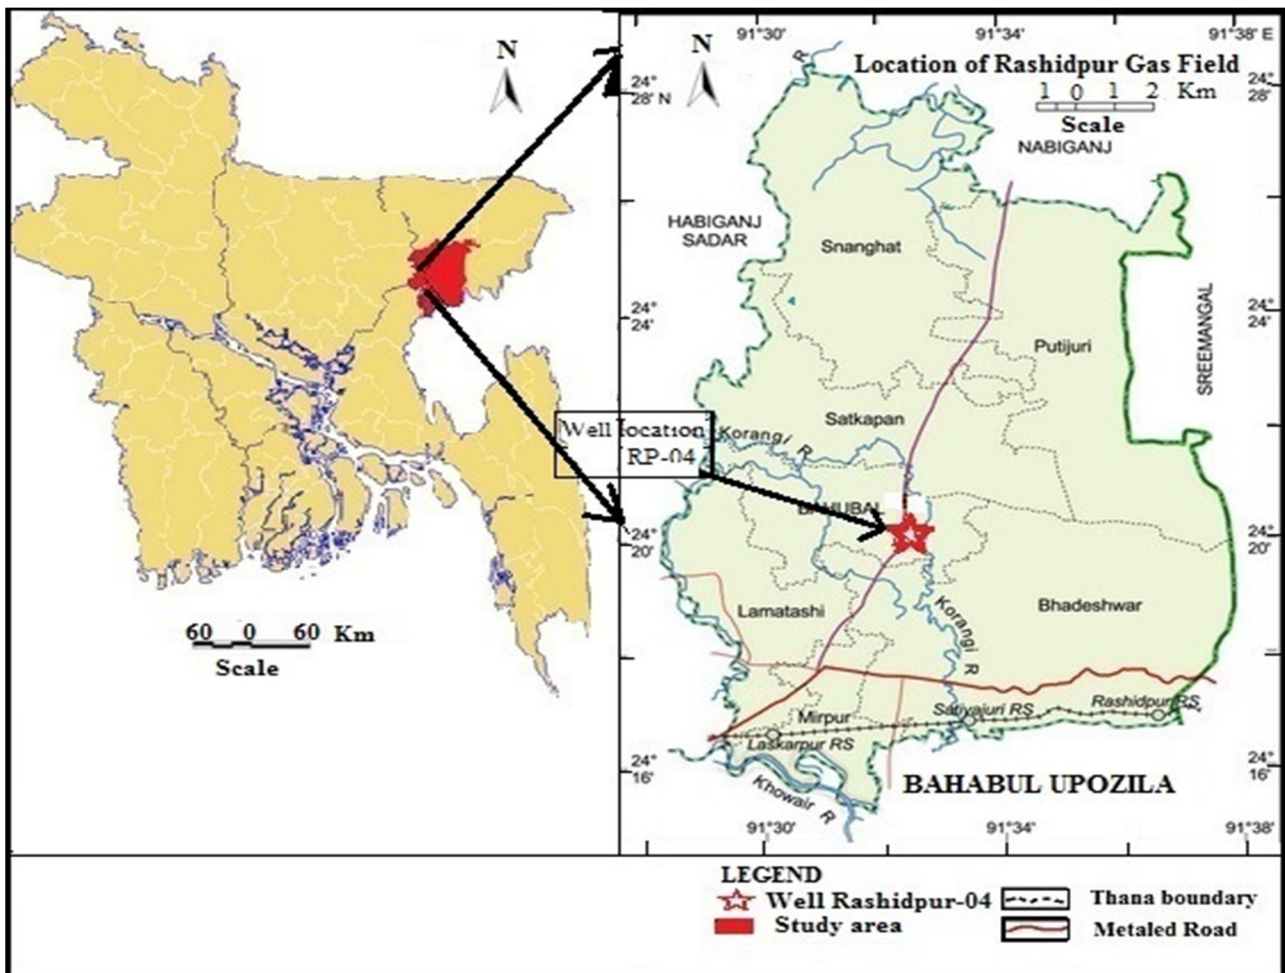 N
60 0 60 Km
Scale
Well location
RP-04
91°30'
91°34'
91°38' E
N
Location of Rashidpur Gas Field
1 0 1 2 Km
Scale
24°
28' N
24°
28'
R
NABIGANJ
HABIGANJ
SADAR
Snanghat
SREEMANGAL
24°
24'
24°
24'
Putijuri
Satkapan
Korangi R
BAHUBAL
24°
20'
24°
20'
Lamatashi
Korangi R
Bhadeshwar
Mirpur
Satiyajuri RS
Rashidpur RS
Laskarpur RS
24°
16'
24°
16'
Khowair R
BAHABUL UPOZILA
91°30'
91°34'
91°38'
LEGEND
Well Rashidpur-04
Study area
Thana boundary
Metaled Road